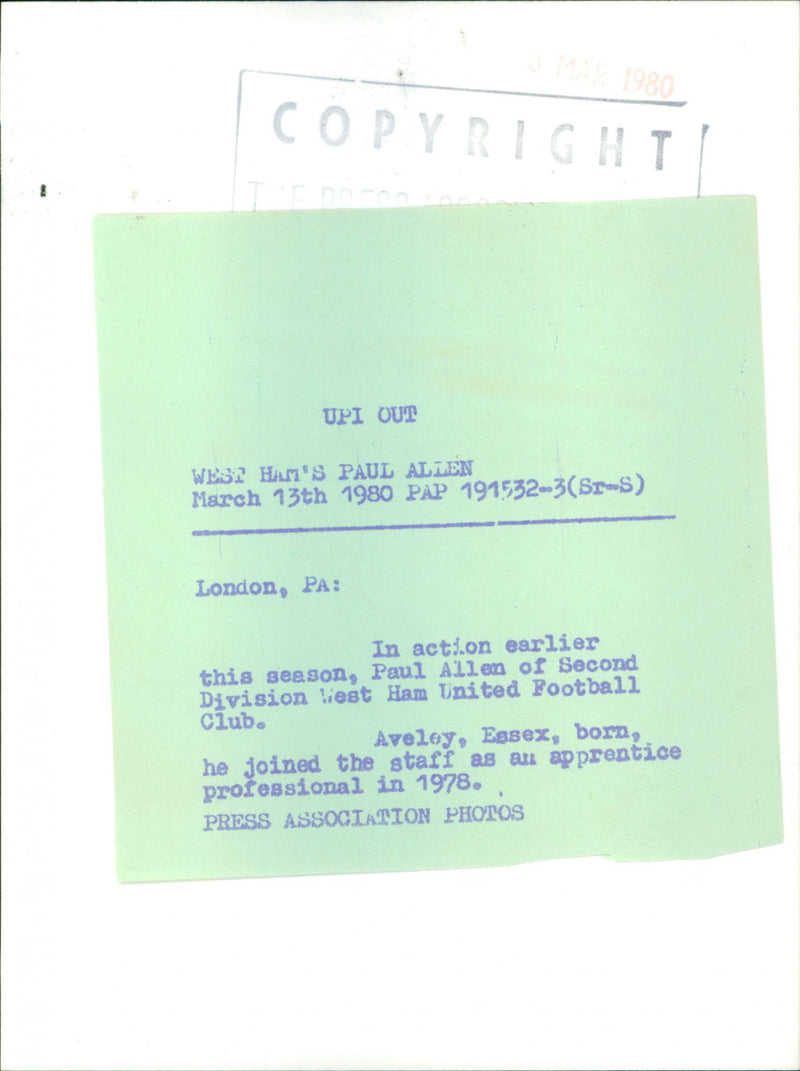 MAR 1980
COPYRIGHT
UPI OUT
WEST HAM'S PAUL ALLEN
March 13th 1980 PAP 191532-3(Sr-S)
London, PA:
In action earlier
this season, Paul Allen of Second
Division West Ham United Football
Club.
Aveley, Essex, born,
he joined the staff as an apprentice
professional in 1978.
PRESS ASSOCIATION PHOTOS